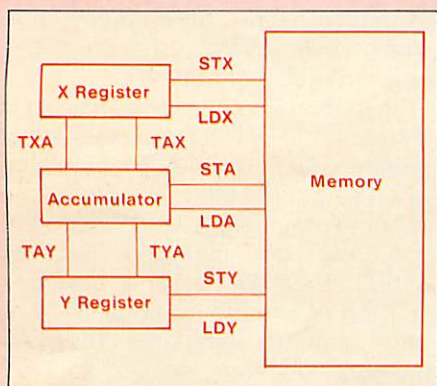 STX
X Register
LDX
TXA TAX
STA
Accumulator
Memory
LDA
TAY TYA
STY
Y Register
LDY